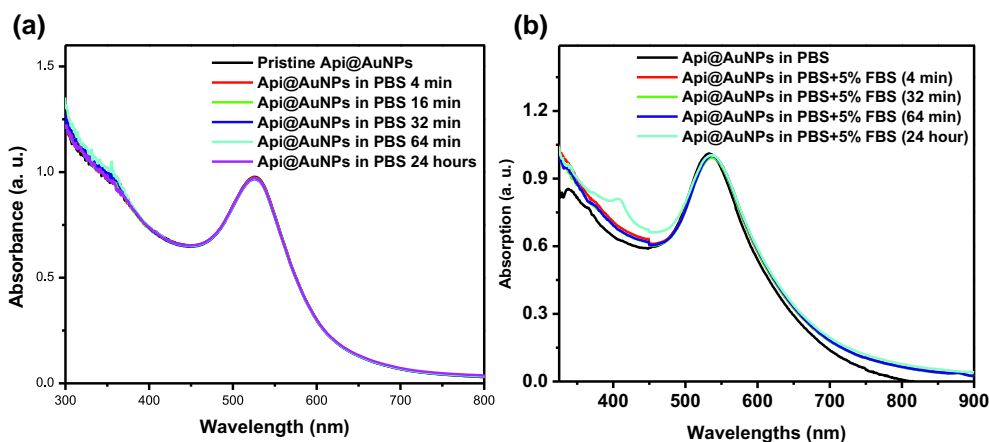 (a)
Pristine Api@AuNPs
Api@AuNPs in PBS 4 min
Api@AuNPs in PBS 16 min
Api@AuNPs in PBS 32 min
Api@AuNPs in PBS 64 min
Api@AuNPs in PBS 24 hours
Absorbance (a. u.)
1.5
1.0
0.5
0.0
300 400 500 600 700 800
Wavelength (nm)
(b)
Api@AuNPs in PBS
Api@AuNPs in PBS+5% FBS (4 min)
Api@AuNPs in PBS+5% FBS (32 min)
Api@AuNPs in PBS+5% FBS (64 min)
Api@AuNPs in PBS+5% FBS (24 hour)
Absorption (a. u.)
1.2
0.9
0.6
0.3
0.0
400 500 600 700 800 900
Wavelengths (nm)